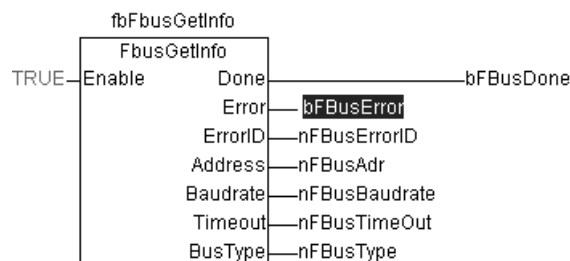 fbFbusGetInfo
FbusGetInfo
TRUE Enable Done bFBusDone
Error bFBusError
ErrorID nFBusErrorID
Address nFBusAdr
Baudrate nFBusBaudrate
Timeout nFBusTimeOut
BusType nFBusType